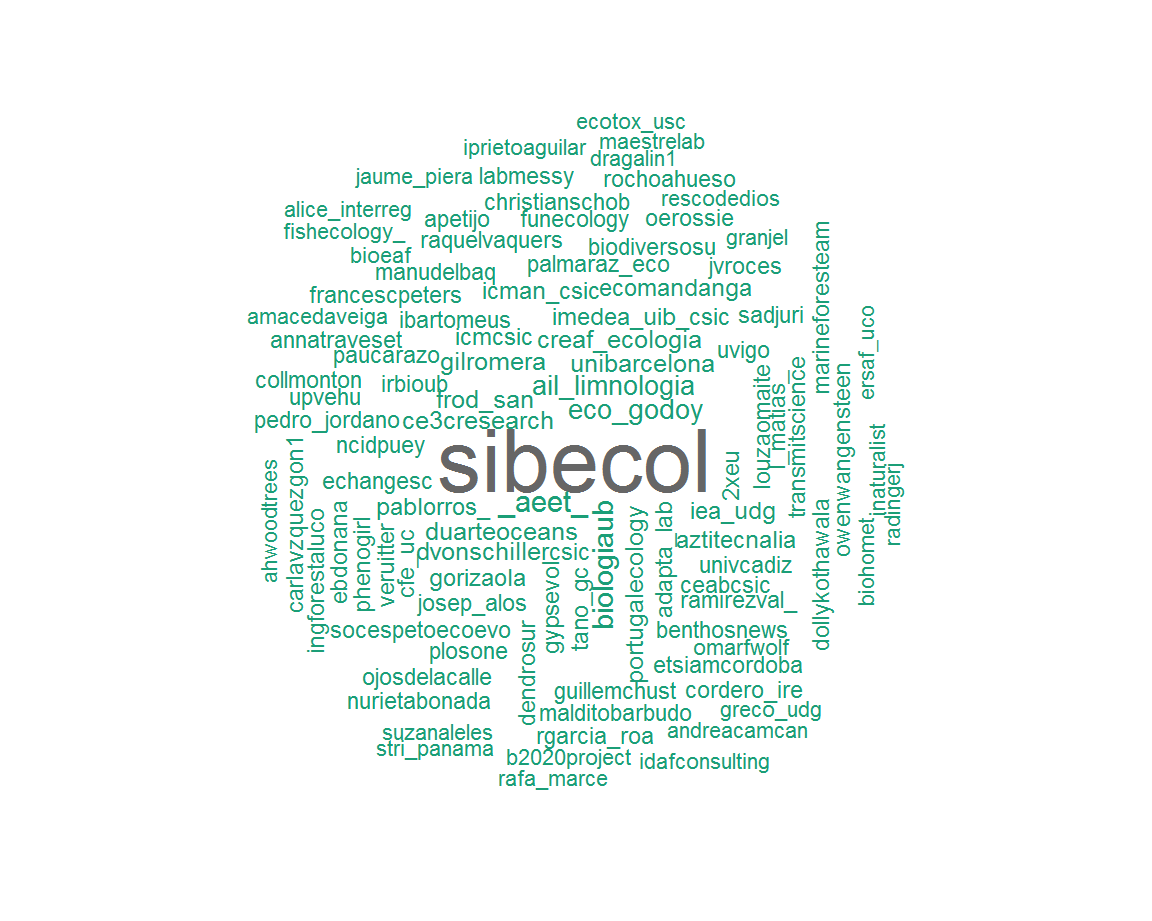 ecotox_usc
iprietoaguilar
maestrelab
dragalin1
jaume_piera
labmessy
rochoahueso
christianschob
rescodedios
alice_interreg
apetijo
funecology
oerossie
fishecology_
raquelvaquers
biodiversosu
granjel
bioeaf
manudelbaq
palmaraz_eco
jvroces
francescpeters
icman_csic
ecomandanga
marineforesteam
amacedaveiga
ibartomeus
imedea_uib_csic
sadjuri
annatraveset
icmcsic
creaf_ecologia
ersaf_uco
paucarazo
gilromera
unibarcelona
uvigo
collmonton
irbioub
ail_limnologia
upvehu
frod_san
eco_godoy
louzaomaite
l_matias_
transmitscience
owenwangensteen
pedro_jordano
ce3cresearch
ncidpuey
sibecol
2xeu
inaturalist
echangesc
radingerj
ahwoodtrees
carlavzquezgon1
pablorros_
_aeet_
iea_udg
ingforestaluco
ebdonana
phenogirl_
veruitter
cfe_uc
duarteoceans
biologiaub
portugalecology
adapta_lab
aztitecnalia
dollykothawala
biohomet
dvonschillercsic
univcadiz
gorizaola
gypsevol
tano_gc
ceabcsic
josep_alos
ramirezval_
socespetoecoevo
benthosnews
plosone
dendrosur
omarfwolf
etsiamcordoba
ojosdelacalle
guillemchust
cordero_ire
nurietabonada
malditobarbudo
greco_udg
suzanaleles
rgarcia_roa
andreacamcan
stri_panama
b2020project
idafconsulting
rafa_marce